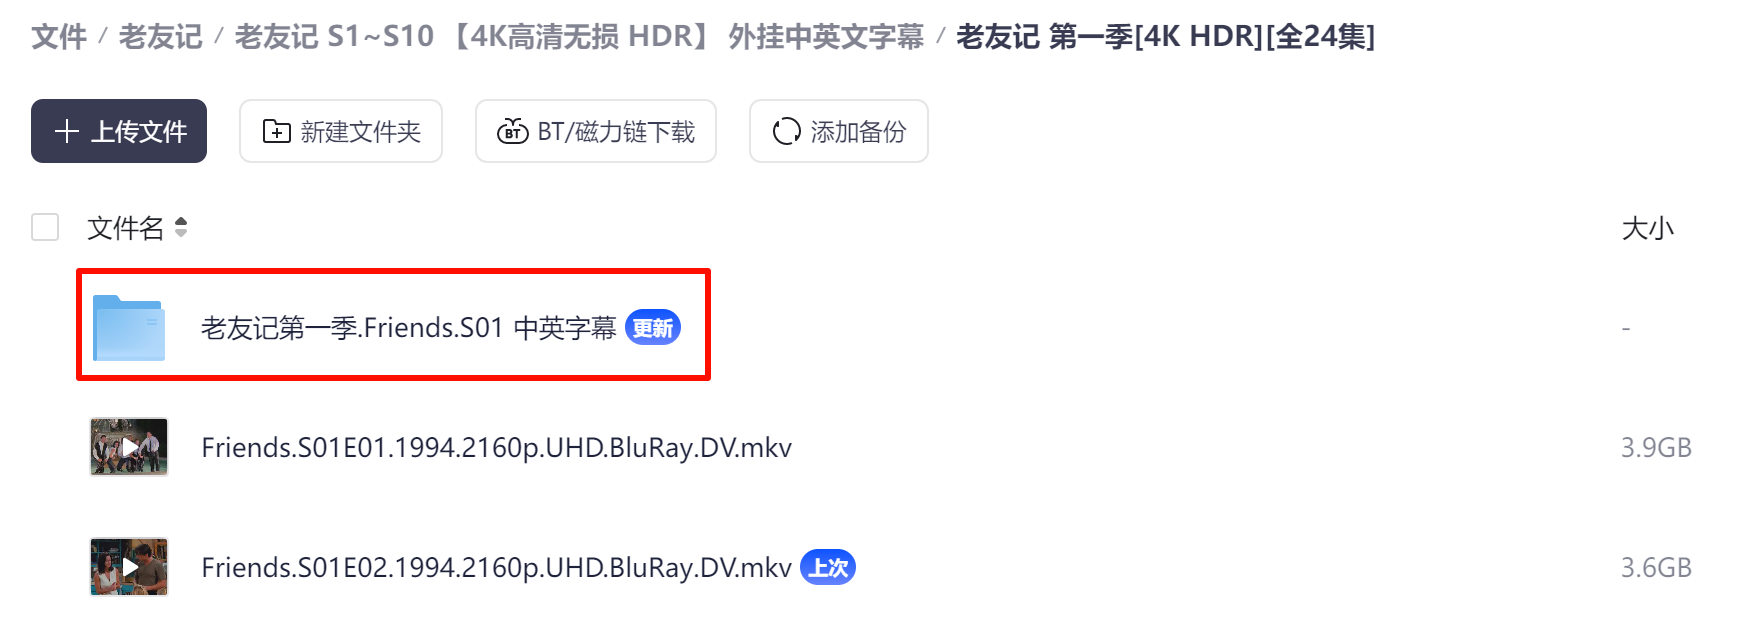 文件 / 老友记 / 老友记 S1~S10 【4K高清无损 HDR】 外挂中英文字幕 / 老友记 第一季[4K HDR][全24集]
上传文件 新建文件夹 BT BT/磁力链下载 添加备份
文件名 大小
老友记第一季.Friends.S01 中英字幕 更新 -
Friends.S01E01.1994.2160p.UHD.BluRay.DV.mkv 3.9GB
Friends.S01E02.1994.2160p.UHD.BluRay.DV.mkv 上次 3.6GB